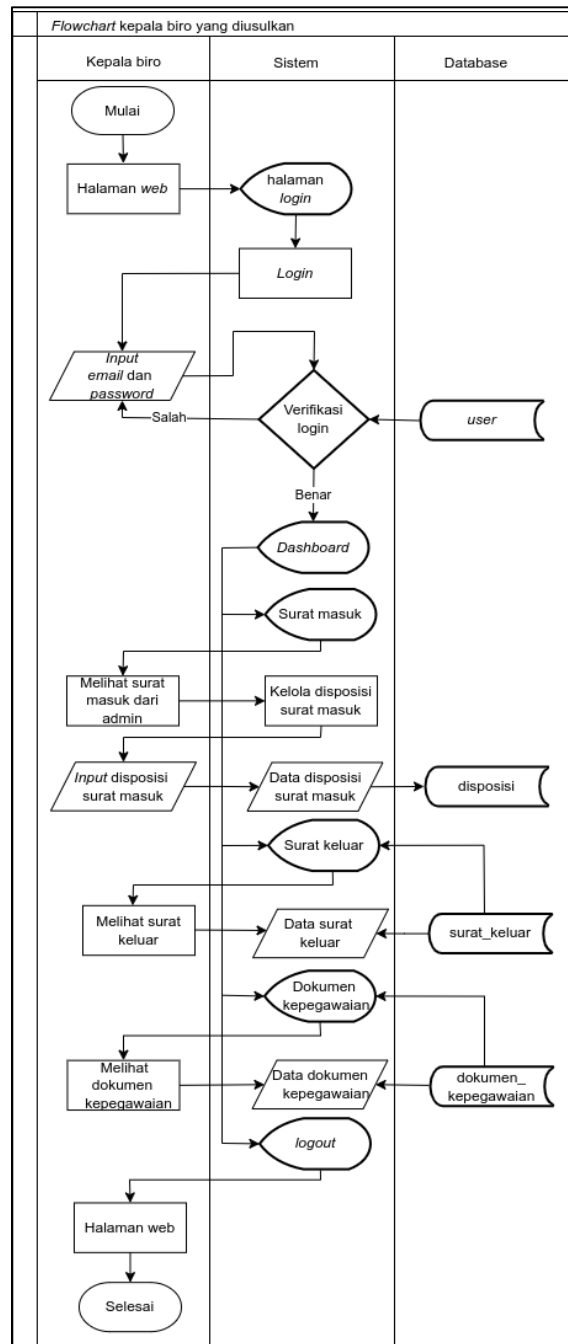 Flowchart kepala biro yang diusulkan
Kepala biro
Sistem
Database
Mulai
Halaman web
halaman
login
Login
Input
email dan
password
Verifikasi
login
user
Salah
Benar
Dashboard
Surat masuk
Melihat surat
masuk dari
admin
Kelola disposisi
surat masuk
Input disposisi
surat masuk
Data disposisi
surat masuk
disposisi
Surat keluar
Melihat surat
keluar
Data surat
keluar
surat_keluar
Dokumen
kepegawaian
Melihat
dokumen
kepegawaian
Data dokumen
kepegawaian
dokumen_
kepegawaian
logout
Halaman web
Selesai